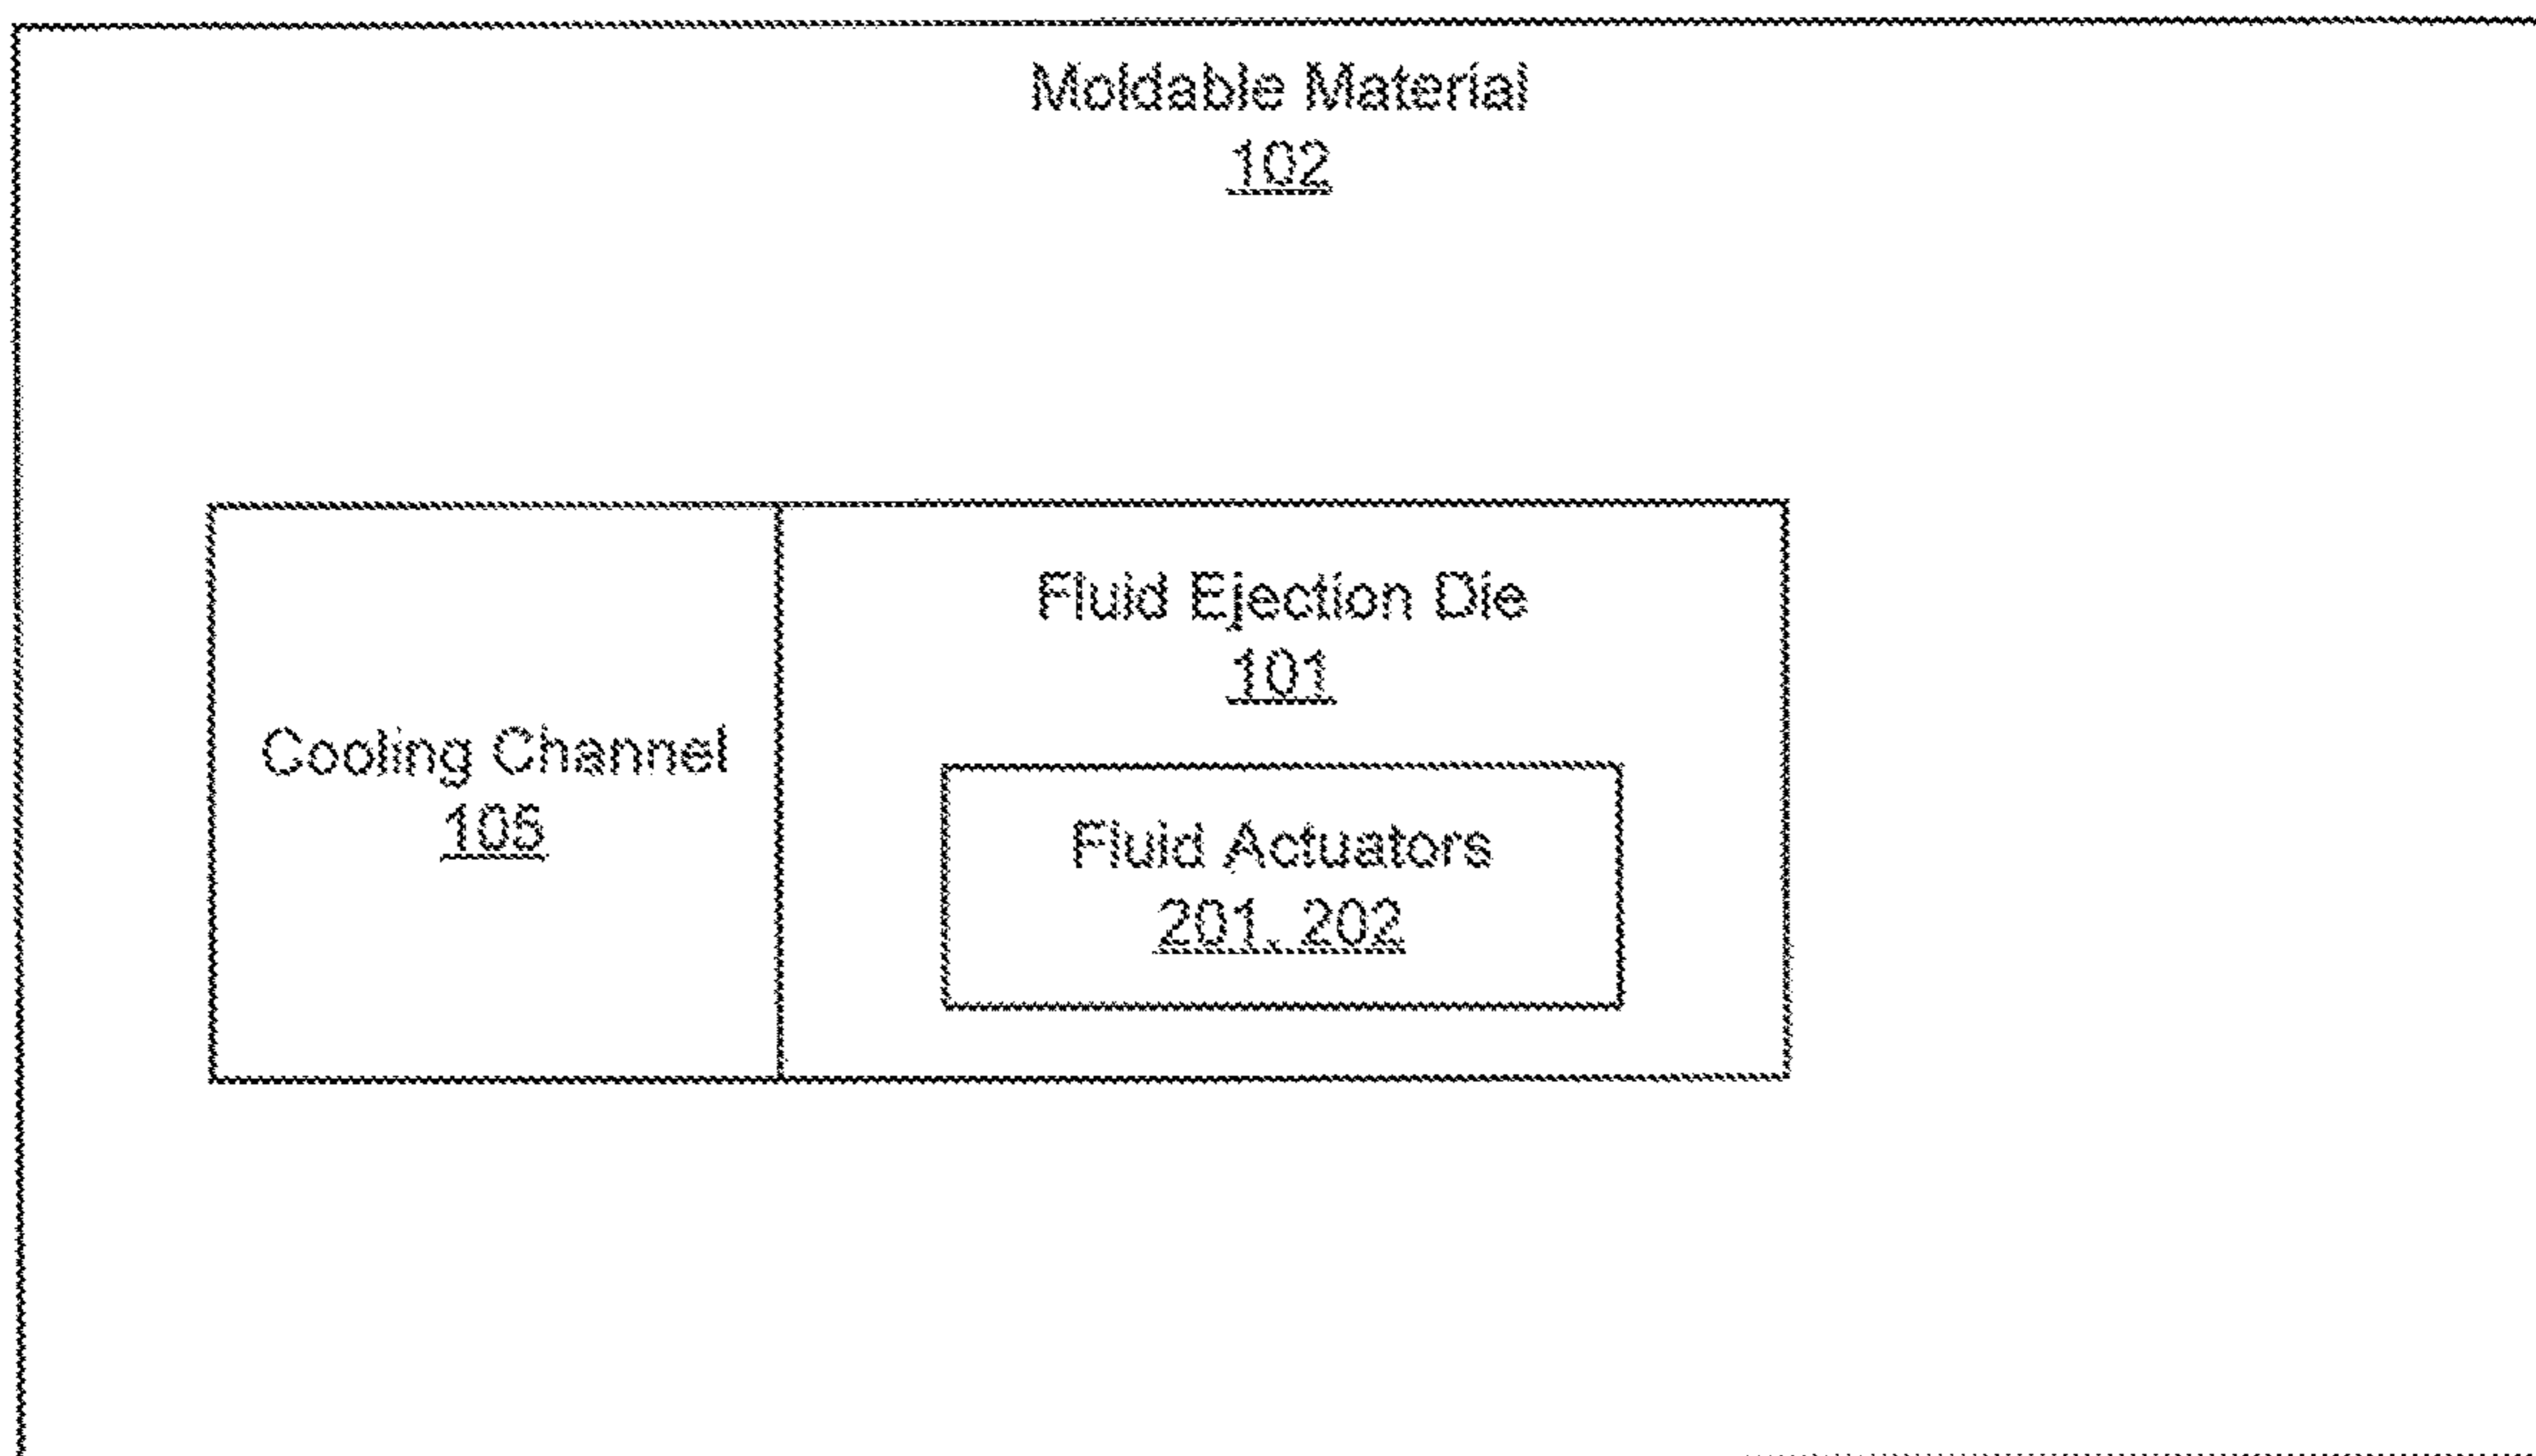 Moldable Material
102
Fluid Ejection Die
101
Cooling Channel
105
Fluid Actuators
201, 202